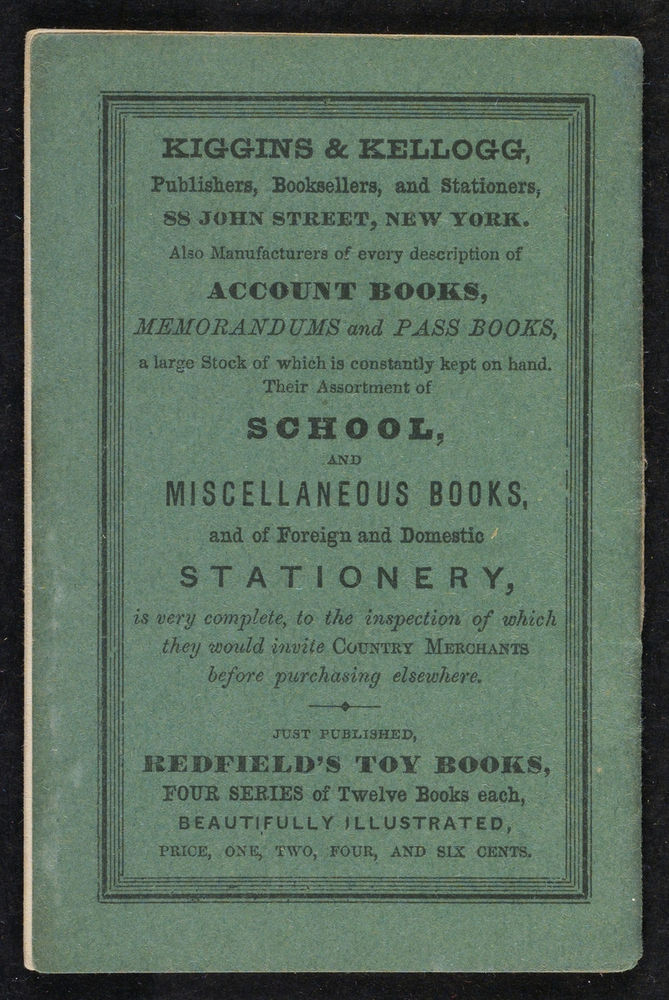 KIGGINS & KELLOGG,
Publishers, Booksellers, and Stationers,
88 JOHN STREET, NEW YORK.
Also Manufacturers of every description of
ACCOUNT BOOKS,
MEMORANDUMS and PASS BOOKS,
a large Stock of which is constantly kept on hand.
Their Assortment of
SCHOOL,
AND
MISCELLANEOUS BOOKS,
and of Foreign and Domestic
STATIONERY,
is very complete, to the inspection of which
they would invite COUNTRY MERCHANTS
before purchasing elsewhere.
JUST PUBLISHED,
REDFIELD'S TOY BOOKS,
FOUR SERIES of Twelve Books each,
BEAUTIFULLY ILLUSTRATED,
PRICE, ONE, TWO, FOUR, AND SIX CENTS.